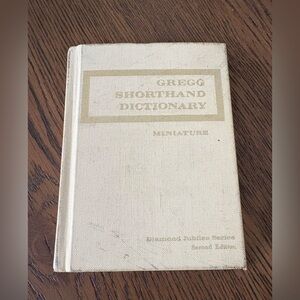 GREGG
SHORTHAND
DICTIONARY
MINIATURE
Diamond Jubilee Series
Second Edition